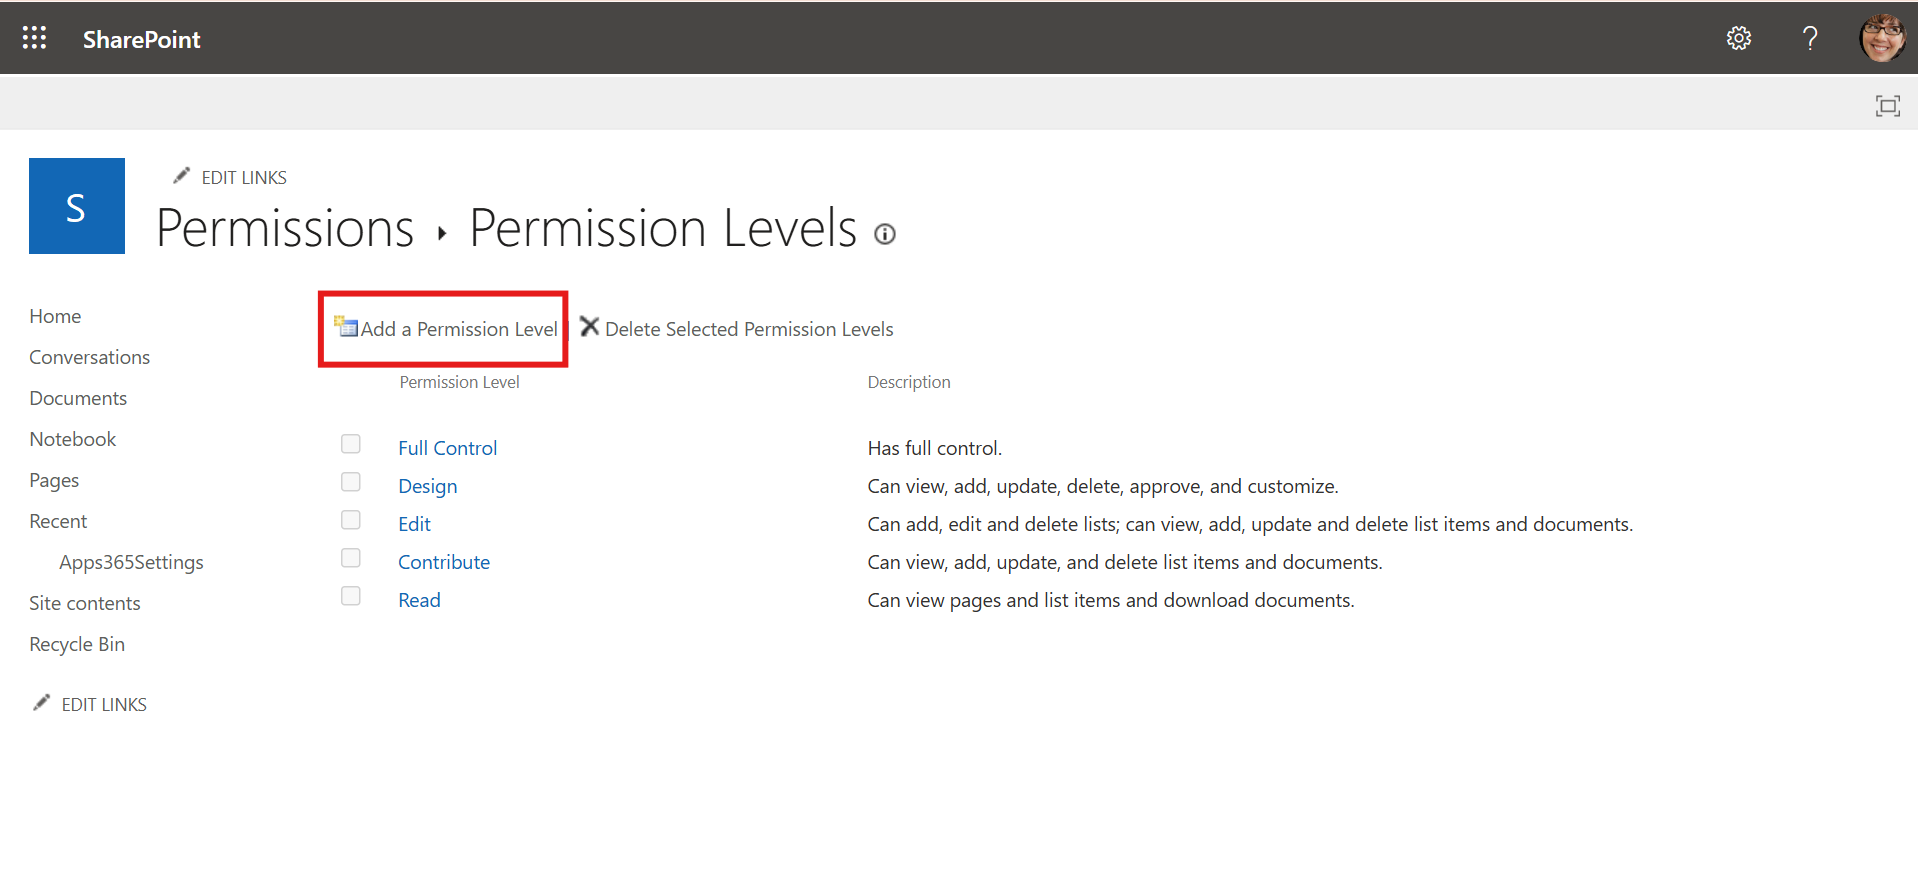 SharePoint
?
S
EDIT LINKS
Permissions ▸ Permission Levels
Home
Conversations
Documents
Notebook
Pages
Recent
Apps365Settings
Site contents
Recycle Bin
EDIT LINKS
Add a Permission Level | Delete Selected Permission Levels
Permission Level Description
Full Control Has full control.
Design Can view, add, update, delete, approve, and customize.
Edit Can add, edit and delete lists; can view, add, update and delete list items and documents.
Contribute Can view, add, update, and delete list items and documents.
Read Can view pages and list items and download documents.